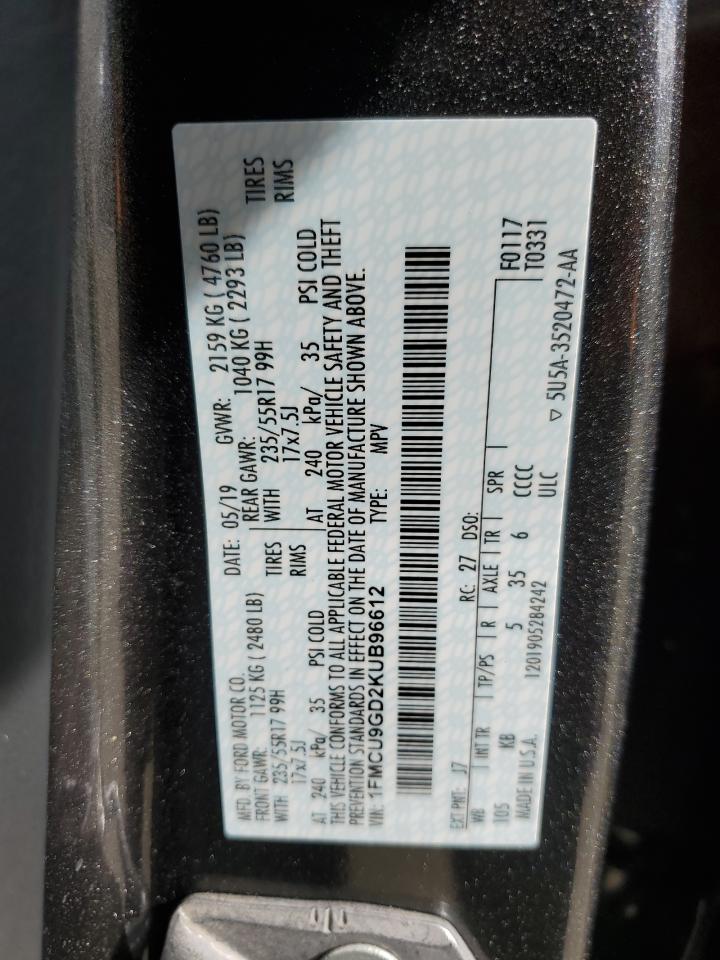 MFD. BY FORD MOTOR CO. DATE: 05/19 GVWR: 2159 KG ( 4760 LB)
FRONT GAWR: 1125 KG ( 2480 LB) REAR GAWR: 1040 KG ( 2293 LB)
WITH 235/55R17 99H TIRES WITH 235/55R17 99H TIRES
17x7.5J RIMS 17x7.5J RIMS
AT 240 kPa/ 35 PSI COLD AT 240 kPa/ 35 PSI COLD
THIS VEHICLE CONFORMS TO ALL APPLICABLE FEDERAL MOTOR VEHICLE SAFETY AND THEFT
PREVENTION STANDARDS IN EFFECT ON THE DATE OF MANUFACTURE SHOWN ABOVE.
VIN: 1FMCU9GD2KUB96612 TYPE: MPV
EXT PNT: J7 RC: 27 DSO: F0117
WB INT TR TP/PS R AXLE TR SPR T0331
105 KB 5 35 6 CCCC
MADE IN U.S.A. 1201905284242 ULC ▽ 5U5A-3520472-AA